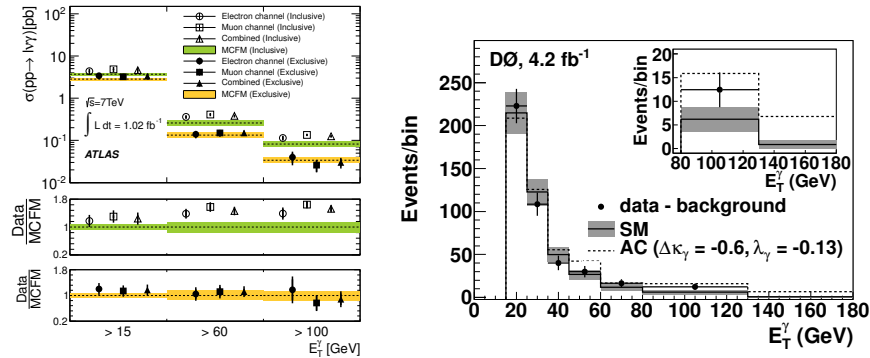 σ(pp→ lνγ)[pb]
Electron channel (Inclusive)
Muon channel (Inclusive)
Combined (Inclusive)
MCFM (Inclusive)
Electron channel (Exclusive)
Muon channel (Exclusive)
Combined (Exclusive)
MCFM (Exclusive)
10²
10
1
10⁻¹
10⁻²
√s=7TeV
∫ L dt = 1.02 fb⁻¹
ATLAS
Data
MCFM
1.8
1
0.2
Data
MCFM
1.8
1
0.2
> 15 > 60 > 100
E_T^γ [GeV]
DØ, 4.2 fb⁻¹
Events/bin
250
200
150
100
50
0
0 20 40 60 80 100 120 140 160 180
E_T^γ (GeV)
Events/bin
20
15
10
5
0
80 100 120 140 160 180
E_T^γ (GeV)
data - background
SM
AC (Δκ_γ = -0.6, λ_γ = -0.13)